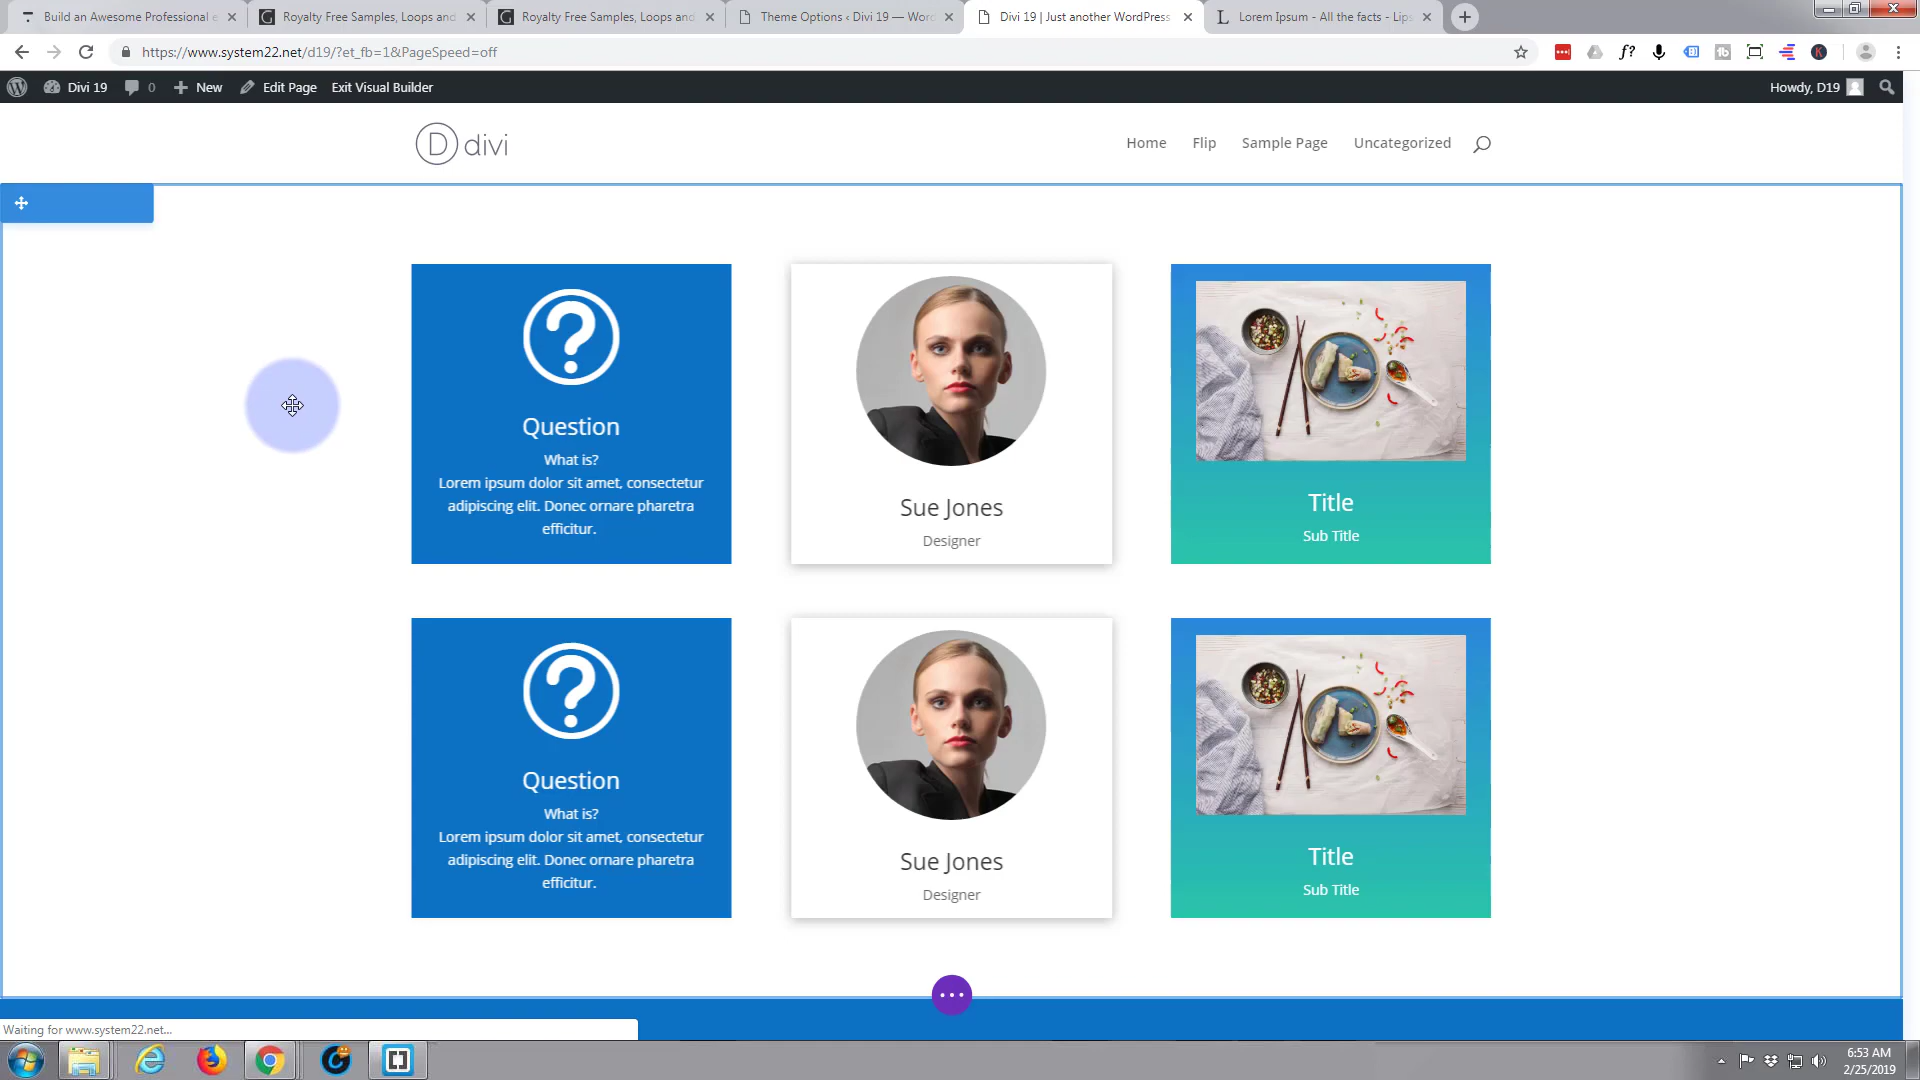 Build an Awesome Professional e
Royalty Free Samples, Loops and
Royalty Free Samples, Loops and
Theme Options ‹ Divi 19 — Word
Divi 19 | Just another WordPress
Lorem Ipsum - All the facts - Lips
https://www.system22.net/d19/?et_fb=1&PageSpeed=off
Divi 19
0
New
Edit Page
Exit Visual Builder
Howdy, D19
D divi
Home
Flip
Sample Page
Uncategorized
Question
What is?
Lorem ipsum dolor sit amet, consectetur
adipiscing elit. Donec ornare pharetra
efficitur.
Sue Jones
Designer
Title
Sub Title
Question
What is?
Lorem ipsum dolor sit amet, consectetur
adipiscing elit. Donec ornare pharetra
efficitur.
Sue Jones
Designer
Title
Sub Title
Waiting for www.system22.net...
6:53 AM
2/25/2019